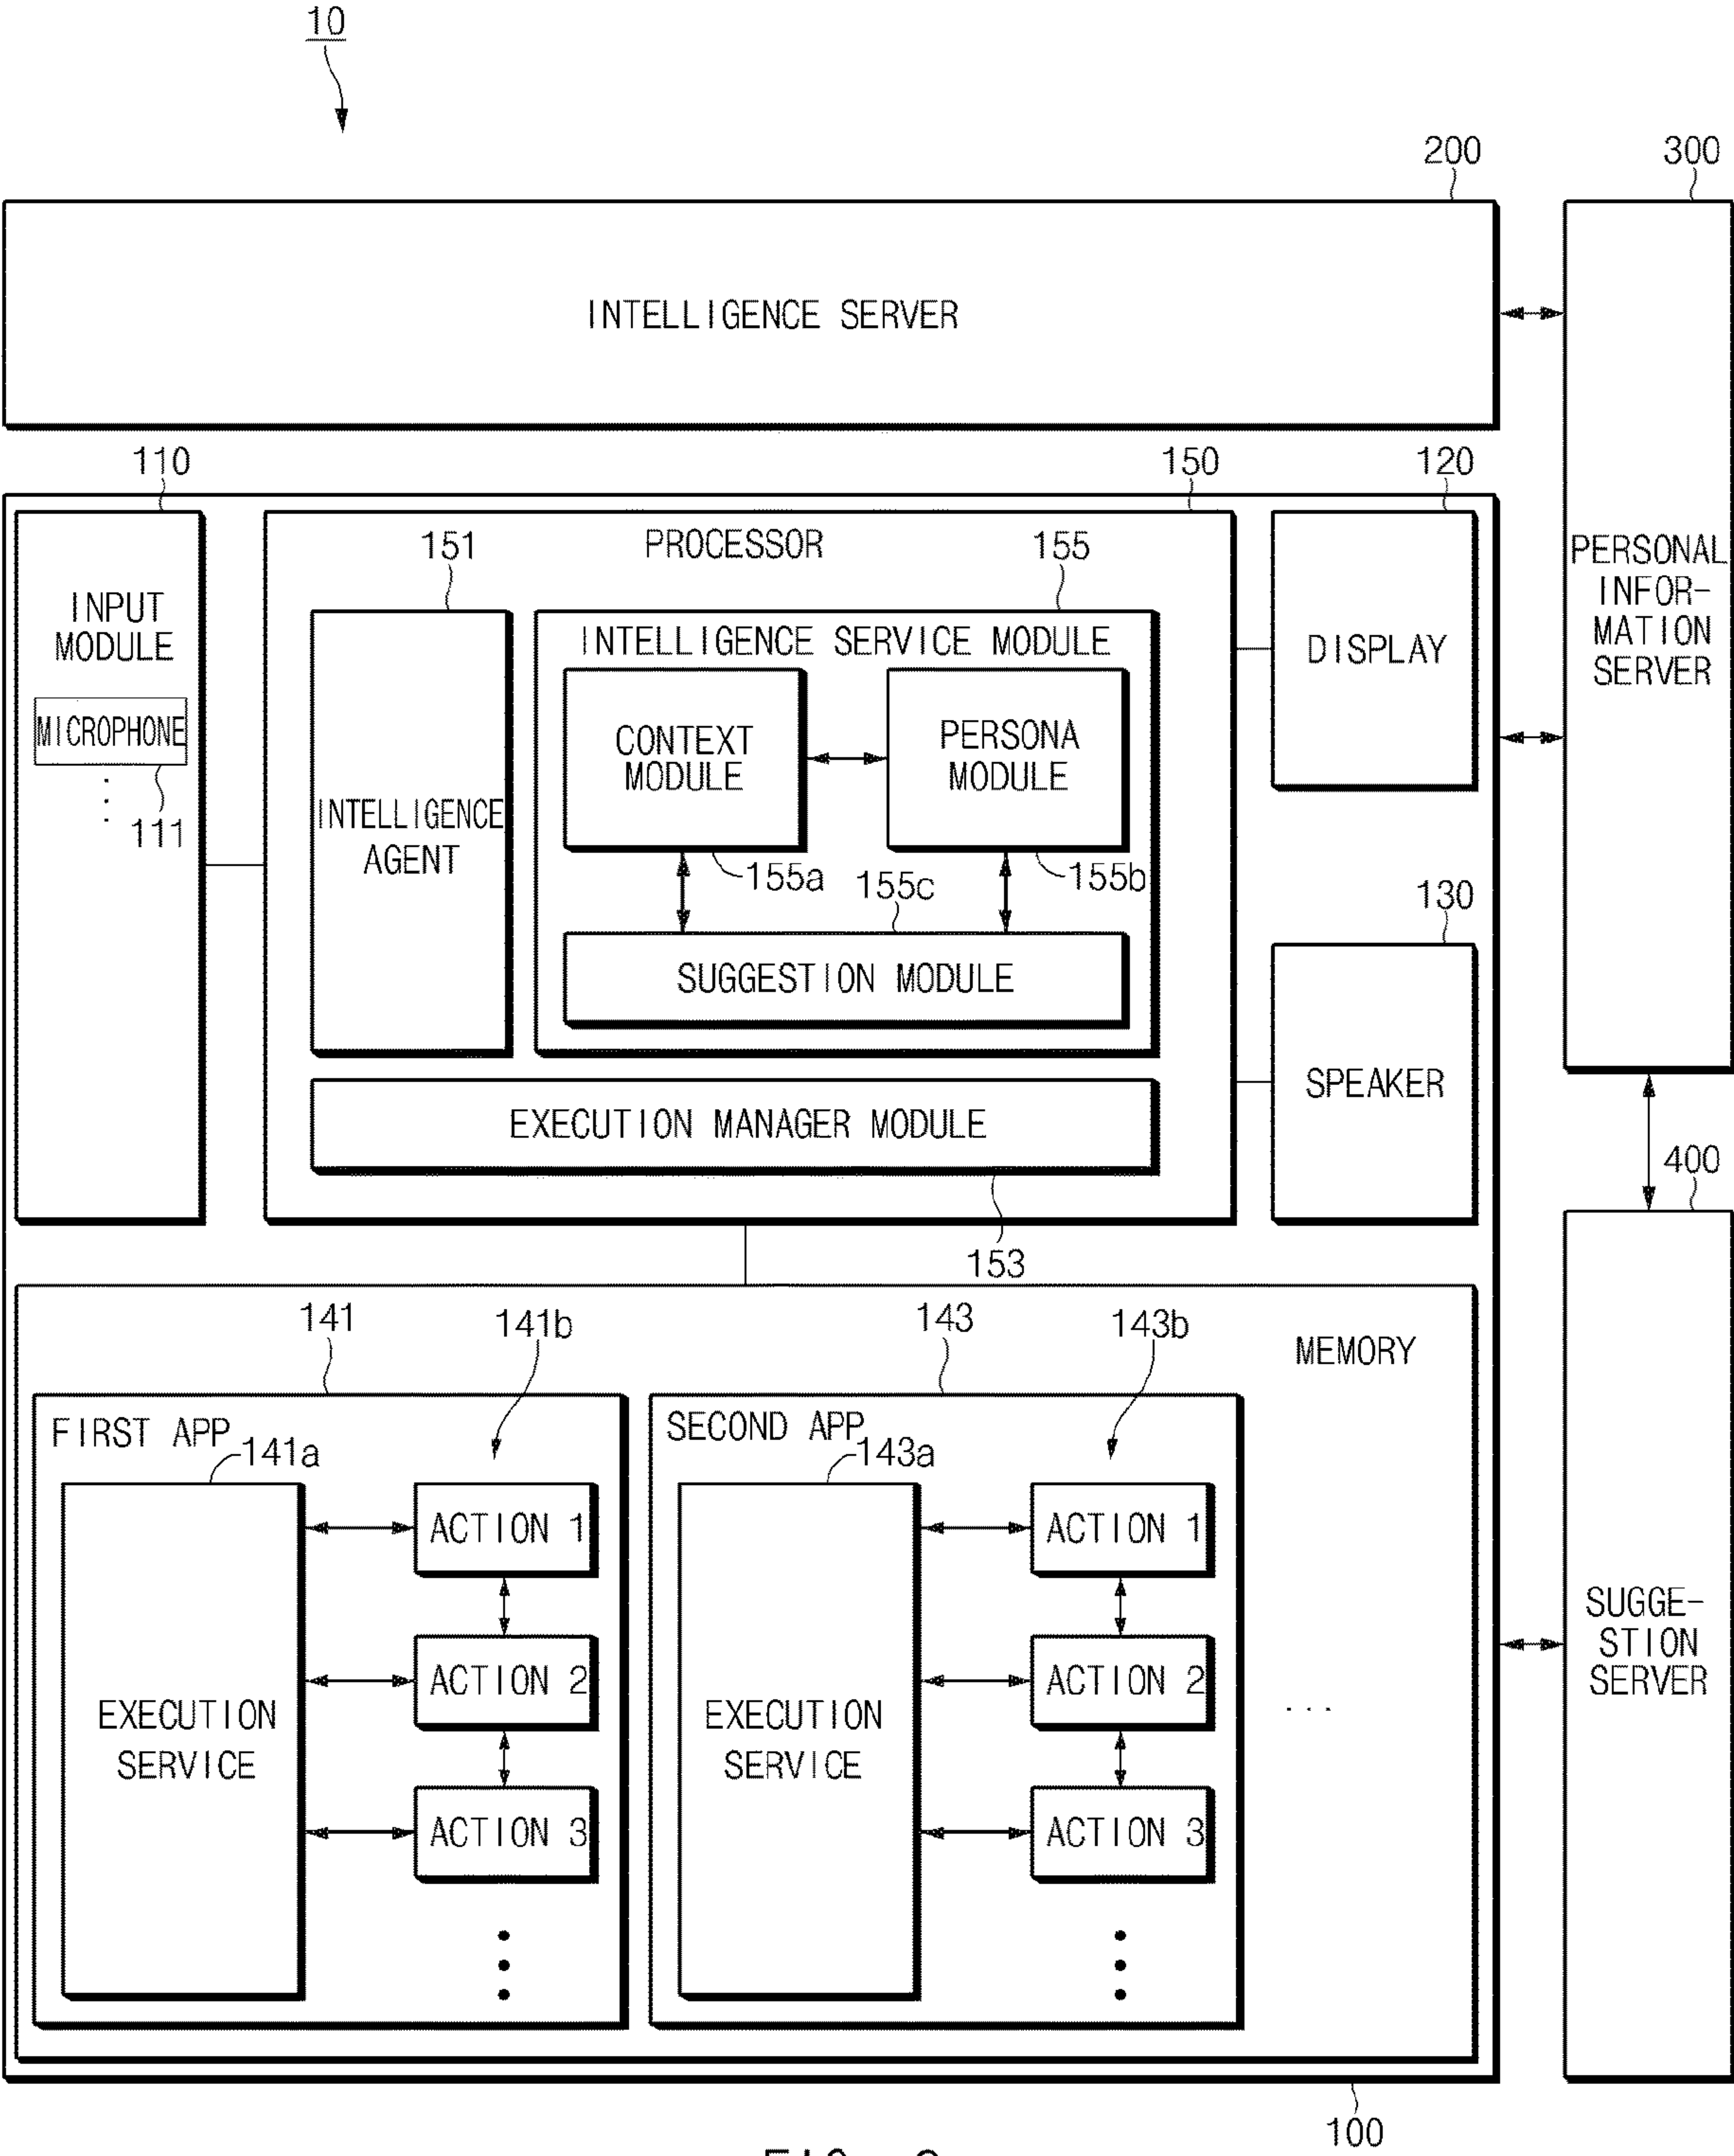 10
200
300
INTELLIGENCE SERVER
110
150
120
151
PROCESSOR
155
PERSONAL
INFOR-
MATION
SERVER
INPUT
MODULE
INTELLIGENCE SERVICE MODULE
DISPLAY
MICROPHONE
111
CONTEXT
MODULE
PERSONA
MODULE
INTELLIGENCE
AGENT
155a
155c
155b
130
SUGGESTION MODULE
SPEAKER
EXECUTION MANAGER MODULE
153
400
141
141b
143
143b
MEMORY
FIRST APP
141a
SECOND APP
143a
ACTION 1
ACTION 1
ACTION 2
ACTION 2
EXECUTION
SERVICE
EXECUTION
SERVICE
. . .
SUGGE-
STION
SERVER
ACTION 3
ACTION 3
100